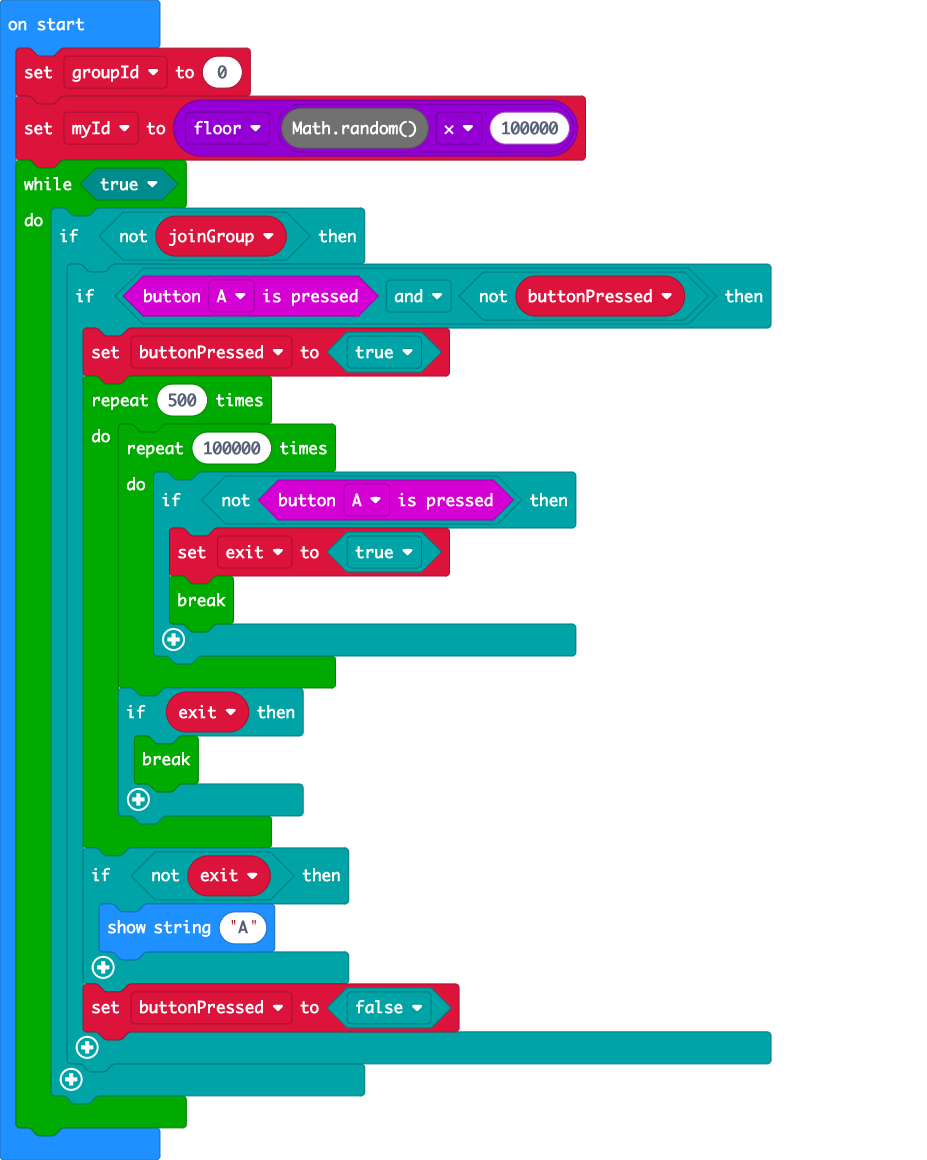 on start
set groupId to 0
set myId to floor Math.random() × 100000
while true
do if not joinGroup then
if button A is pressed and not buttonPressed then
set buttonPressed to true
repeat 500 times
do repeat 100000 times
do if not button A is pressed then
set exit to true
break
if exit then
break
if not exit then
show string "A"
set buttonPressed to false